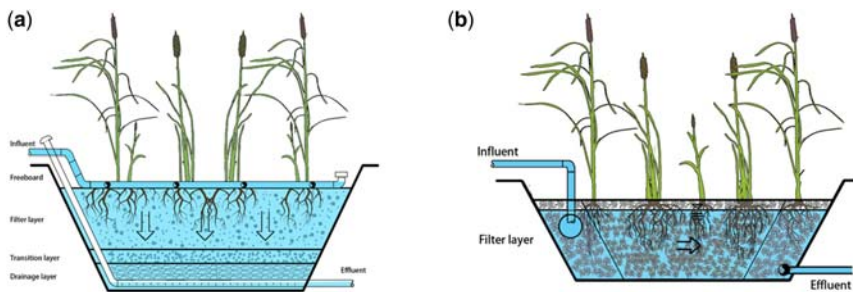 (a)
Influent
Freeboard
Filter layer
Transition layer
Drainage layer
Effluent
(b)
Influent
Filter layer
Effluent